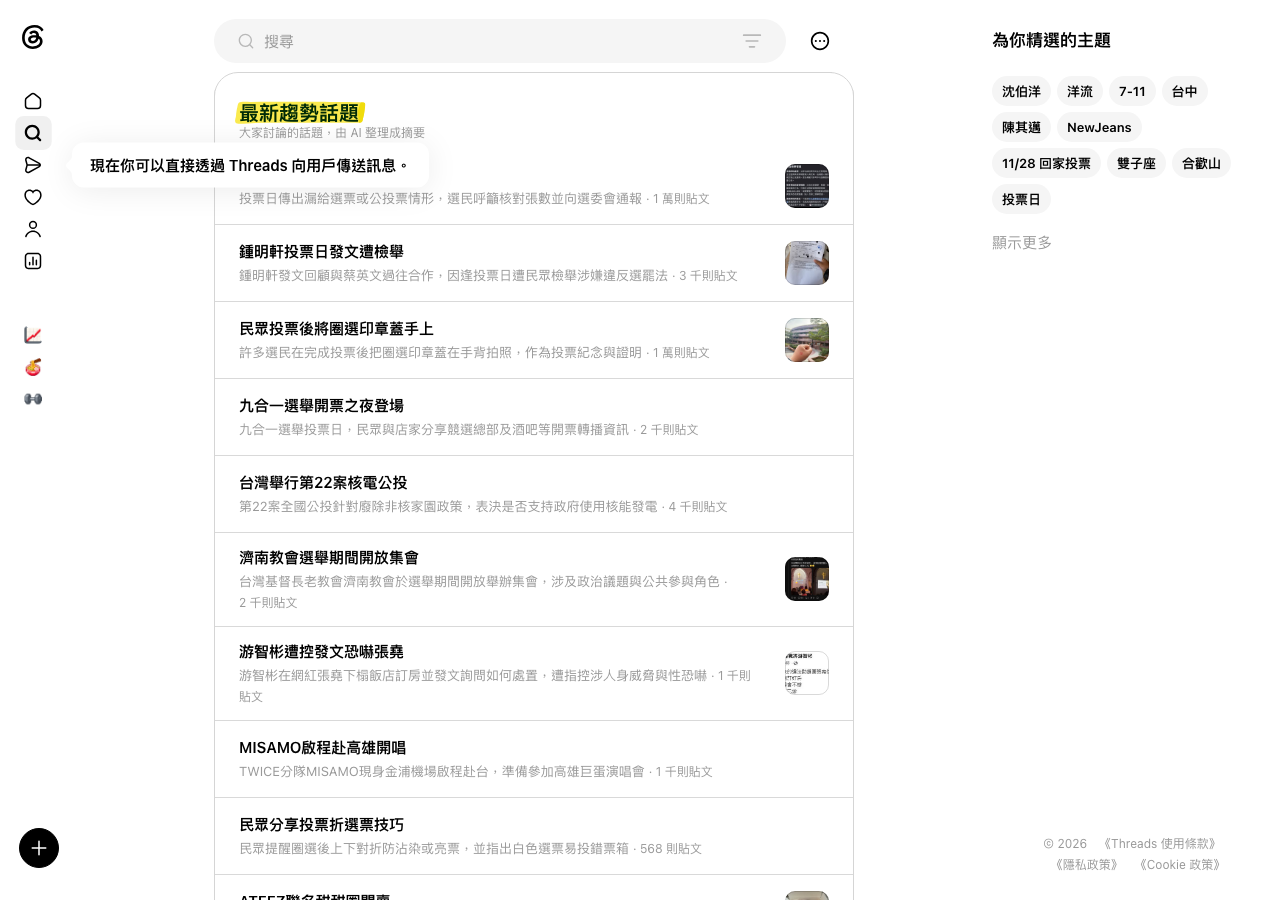 搜尋
最新趨勢話題
大家討論的話題，由 AI 整理成摘要
現在你可以直接透過 Threads 向用戶傳送訊息。
投票日傳出漏給選票或公投票情形，選民呼籲核對張數並向選委會通報 · 1 萬則貼文
鍾明軒投票日發文遭檢舉
鍾明軒發文回顧與蔡英文過往合作，因逢投票日遭民眾檢舉涉嫌違反選罷法 · 3 千則貼文
民眾投票後將圈選印章蓋手上
許多選民在完成投票後把圈選印章蓋在手背拍照，作為投票紀念與證明 · 1 萬則貼文
九合一選舉開票之夜登場
九合一選舉投票日，民眾與店家分享競選總部及酒吧等開票轉播資訊 · 2 千則貼文
台灣舉行第22案核電公投
第22案全國公投針對廢除非核家園政策，表決是否支持政府使用核能發電 · 4 千則貼文
濟南教會選舉期間開放集會
台灣基督長老教會濟南教會於選舉期間開放舉辦集會，涉及政治議題與公共參與角色 ·
2 千則貼文
游智彬遭控發文恐嚇張堯
游智彬在網紅張堯下榻飯店訂房並發文詢問如何處置，遭指控涉人身威脅與性恐嚇 · 1 千則
貼文
MISAMO啟程赴高雄開唱
TWICE分隊MISAMO現身金浦機場啟程赴台，準備參加高雄巨蛋演唱會 · 1 千則貼文
民眾分享投票折選票技巧
民眾提醒圈選後上下對折防沾染或亮票，並指出白色選票易投錯票箱 · 568 則貼文
ATEEZ聯名甜甜圈開賣
為你精選的主題
沈伯洋 洋流 7-11 台中
陳其邁 NewJeans
11/28 回家投票 雙子座 合歡山
投票日
顯示更多
© 2026 《Threads 使用條款》
《隱私政策》 《Cookie 政策》